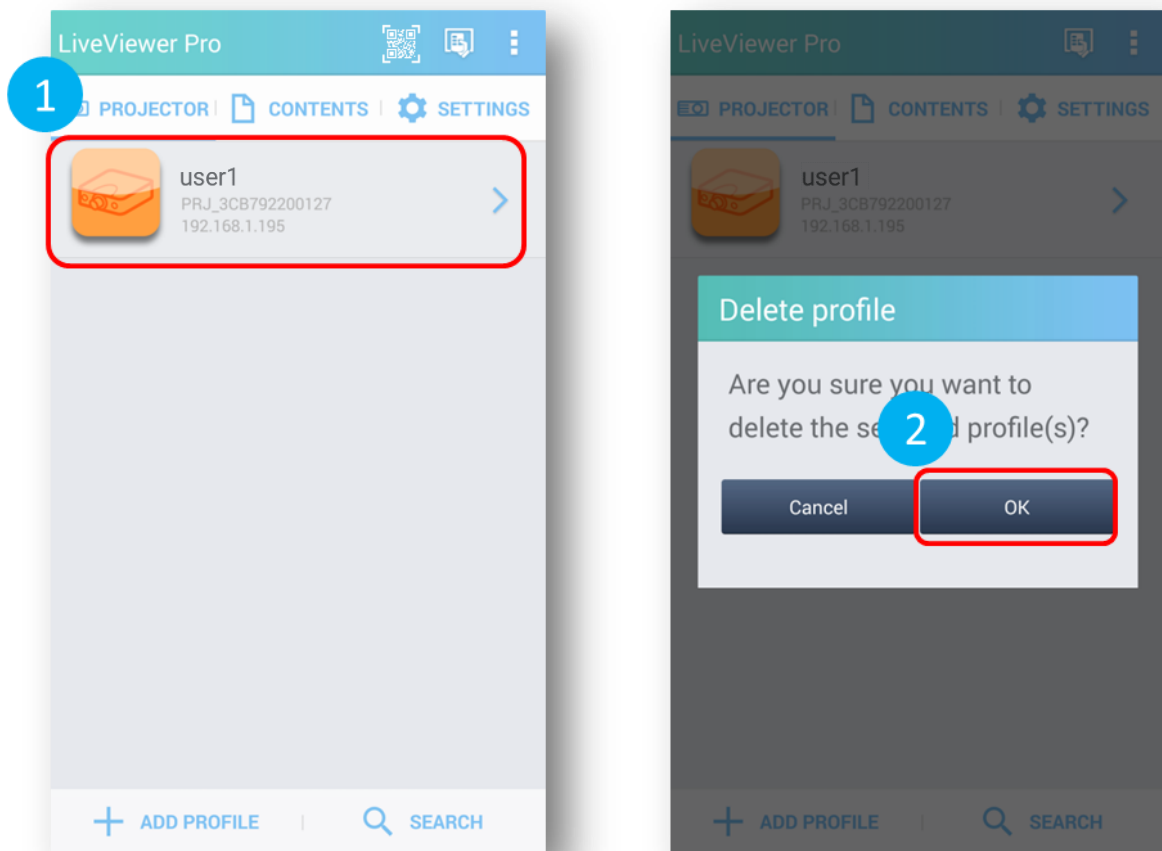 LiveViewer Pro
1
PROJECTOR CONTENTS SETTINGS
user1
PRJ_3CB792200127
192.168.1.195
ADD PROFILE SEARCH
LiveViewer Pro
PROJECTOR CONTENTS SETTINGS
user1
PRJ_3CB792200127
192.168.1.195
Delete profile
Are you sure you want to
delete the profile(s)?
2
Cancel OK
ADD PROFILE SEARCH